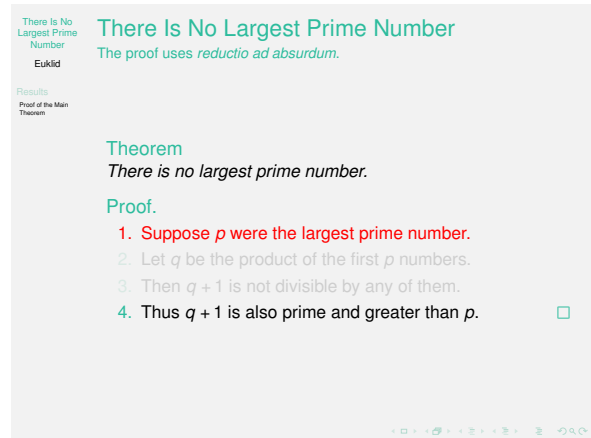 There Is No
Largest Prime
Number
Euklid
Results
Proof of the Main
Theorem
There Is No Largest Prime Number
The proof uses reductio ad absurdum.
Theorem
There is no largest prime number.
Proof.
1. Suppose p were the largest prime number.
2. Let q be the product of the first p numbers.
3. Then q + 1 is not divisible by any of them.
4. Thus q + 1 is also prime and greater than p.